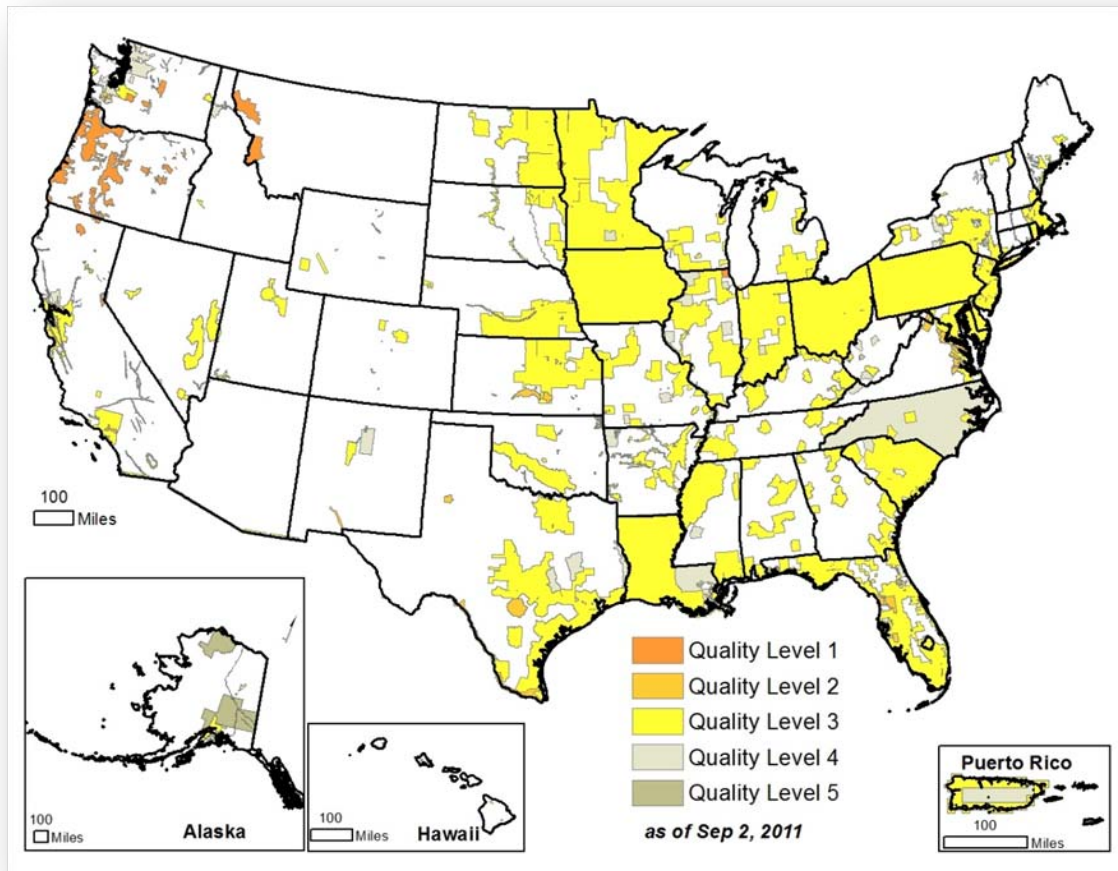 100
Miles
Quality Level 1
Quality Level 2
Quality Level 3
Quality Level 4
Quality Level 5
as of Sep 2, 2011
100
Miles
Alaska
100
Miles
Hawaii
Puerto Rico
100
Miles